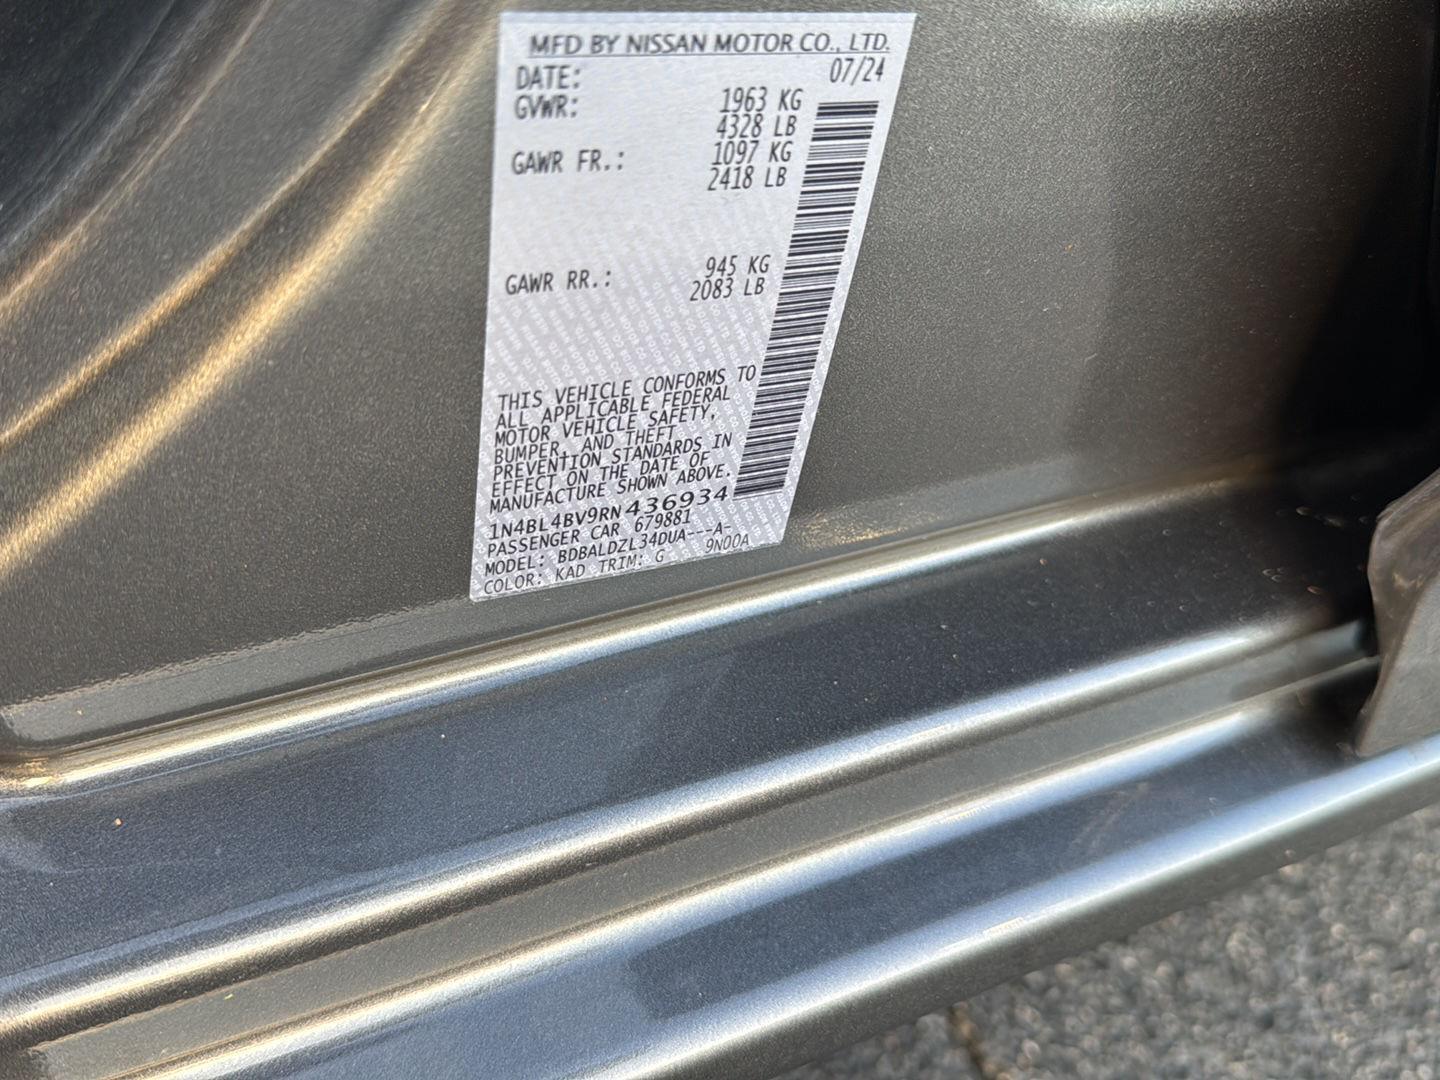 MFD BY NISSAN MOTOR CO., LTD.
DATE: 07/24
GVWR: 1963 KG
4328 LB
GAWR FR.: 1097 KG
2418 LB
GAWR RR.: 945 KG
2083 LB
THIS VEHICLE CONFORMS TO
ALL APPLICABLE FEDERAL
MOTOR VEHICLE SAFETY,
BUMPER, AND THEFT
PREVENTION STANDARDS IN
EFFECT ON THE DATE OF
MANUFACTURE SHOWN ABOVE.
1N4BL4BV9RN436934
PASSENGER CAR 679881
MODEL: BDBALDZL34DUA---A-
COLOR: KAD TRIM: G 9N00A